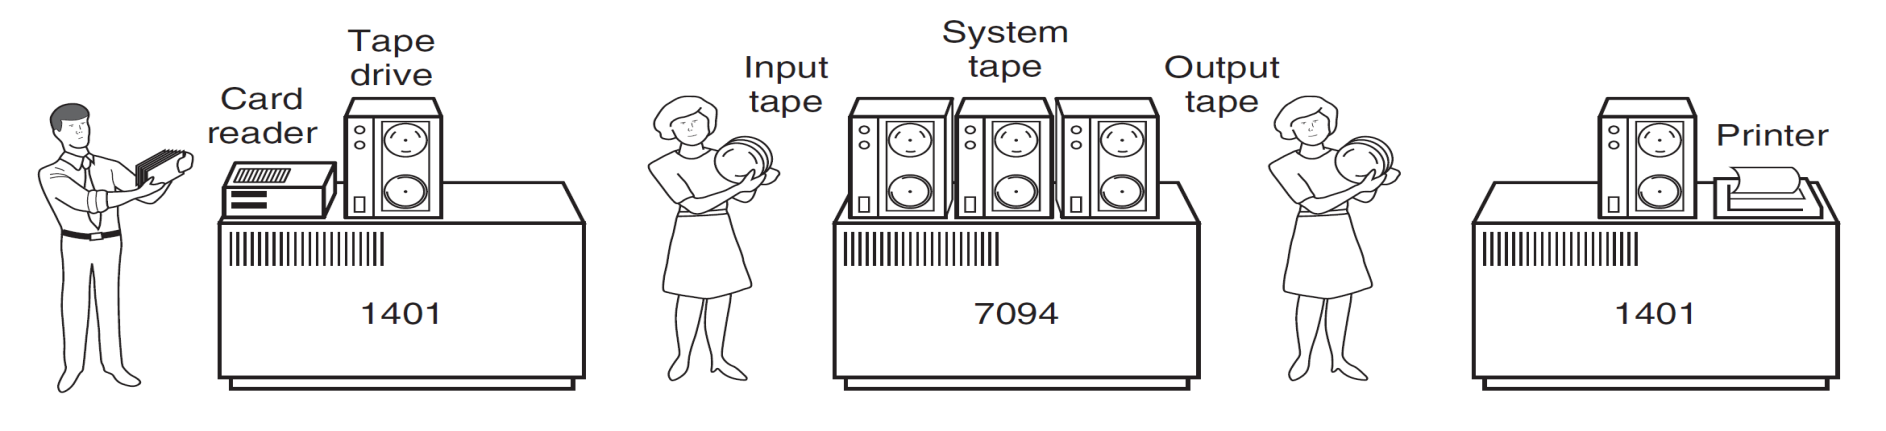 Card
reader
Tape
drive
1401
Input
tape
System
tape
Output
tape
7094
Printer
1401